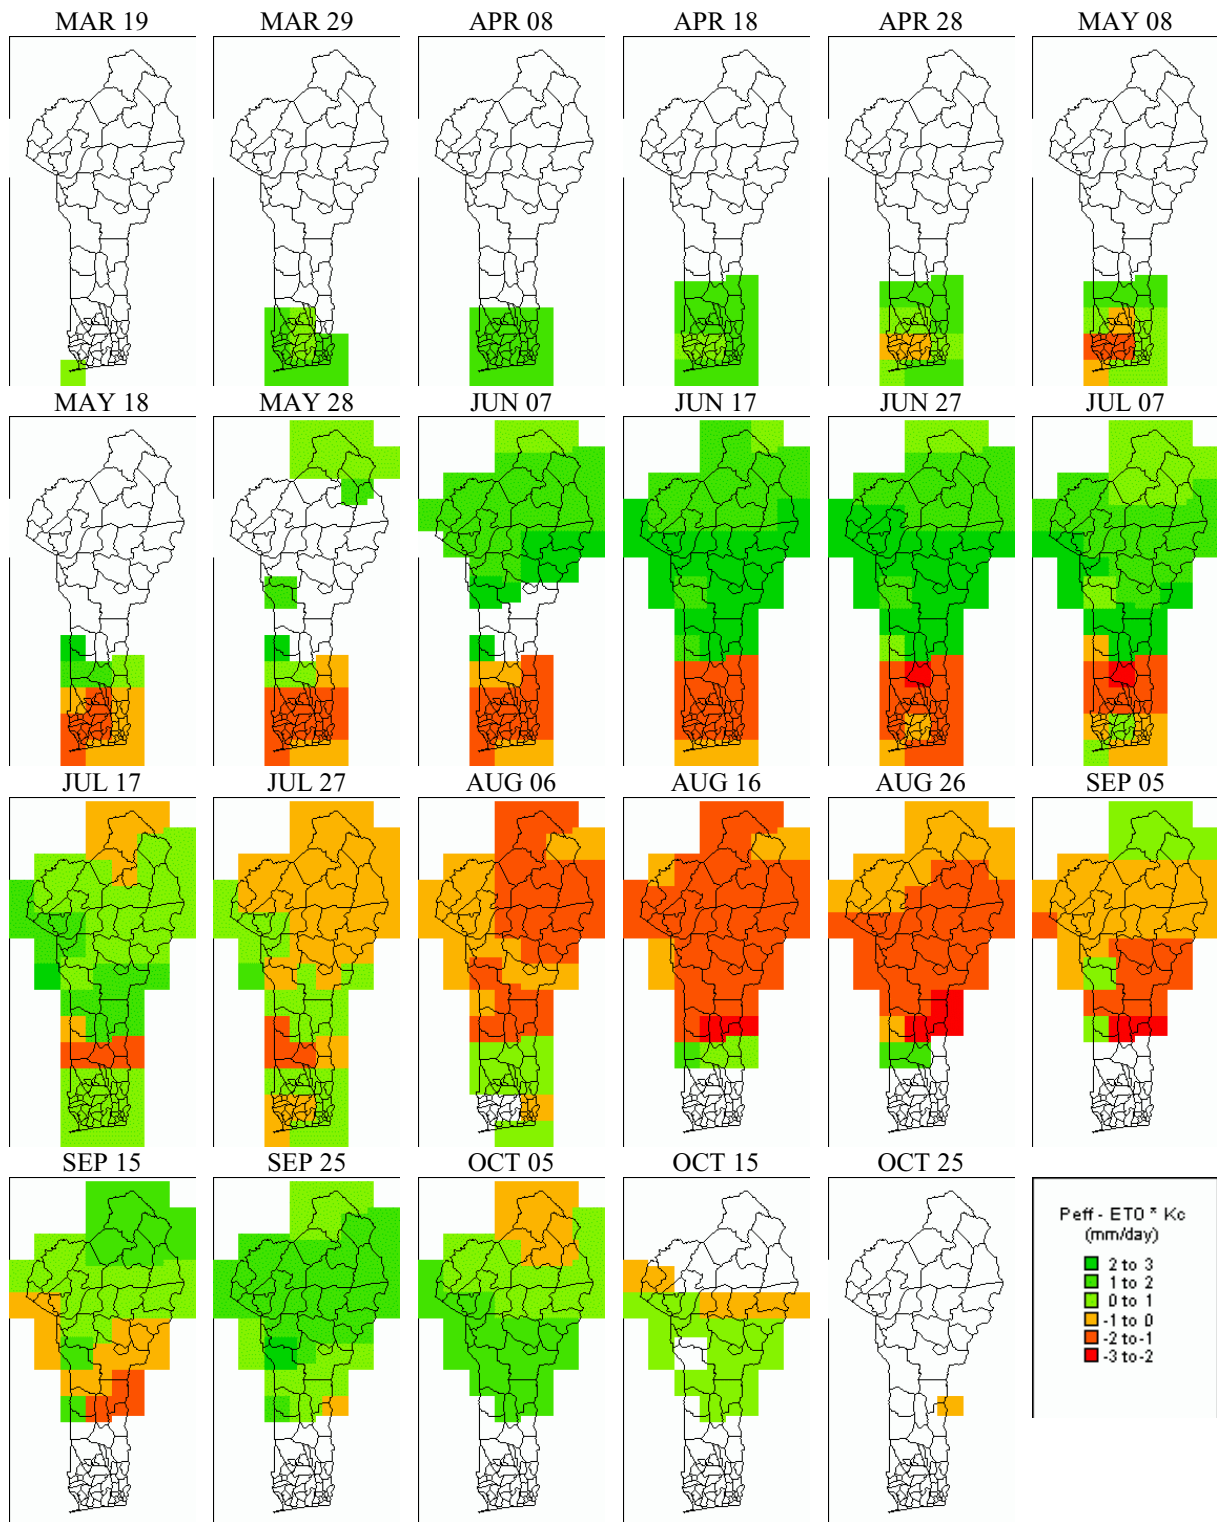 MAR 19 MAR 29 APR 08 APR 18 APR 28 MAY 08
MAY 18 MAY 28 JUN 07 JUN 17 JUN 27 JUL 07
JUL 17 JUL 27 AUG 06 AUG 16 AUG 26 SEP 05
SEP 15 SEP 25 OCT 05 OCT 15 OCT 25
Peff - ET0 * Kc
(mm/day)
2 to 3
1 to 2
0 to 1
-1 to 0
-2 to -1
-3 to -2